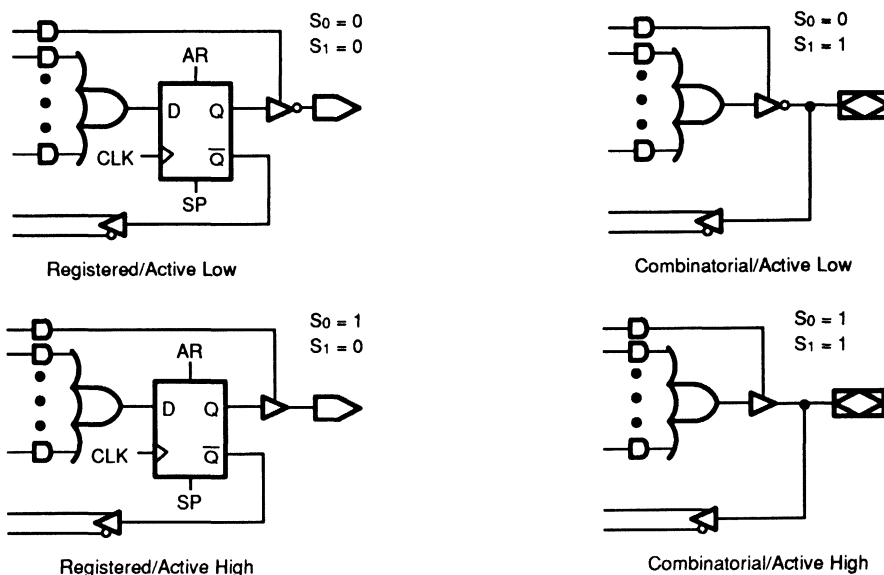 S0 = 0
S1 = 0
AR
D Q
CLK Q̅
SP
Registered/Active Low
S0 = 0
S1 = 1
Combinatorial/Active Low
S0 = 1
S1 = 0
AR
D Q
CLK Q̅
SP
Registered/Active High
S0 = 1
S1 = 1
Combinatorial/Active High